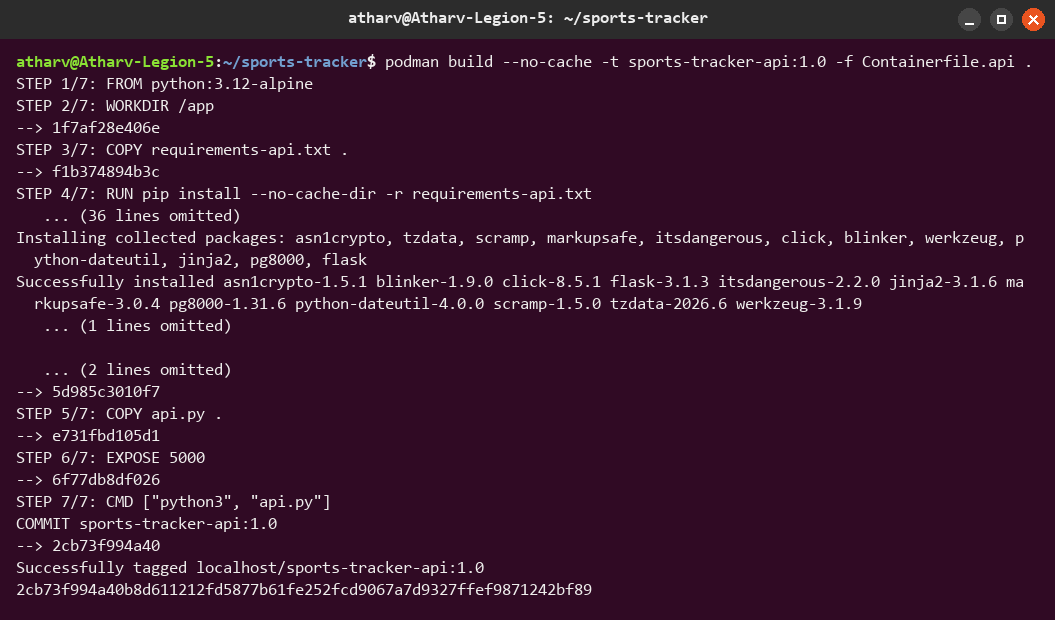 atharv@Atharv-Legion-5: ~/sports-tracker
atharv@Atharv-Legion-5:~/sports-tracker$ podman build --no-cache -t sports-tracker-api:1.0 -f Containerfile.api .
STEP 1/7: FROM python:3.12-alpine
STEP 2/7: WORKDIR /app
--> 1f7af28e406e
STEP 3/7: COPY requirements-api.txt .
--> f1b374894b3c
STEP 4/7: RUN pip install --no-cache-dir -r requirements-api.txt
   ... (36 lines omitted)
Installing collected packages: asn1crypto, tzdata, scramp, markupsafe, itsdangerous, click, blinker, werkzeug, p
  ython-dateutil, jinja2, pg8000, flask
Successfully installed asn1crypto-1.5.1 blinker-1.9.0 click-8.5.1 flask-3.1.3 itsdangerous-2.2.0 jinja2-3.1.6 ma
  rkupsafe-3.0.4 pg8000-1.31.6 python-dateutil-4.0.0 scramp-1.5.0 tzdata-2026.6 werkzeug-3.1.9
   ... (1 lines omitted)

   ... (2 lines omitted)
--> 5d985c3010f7
STEP 5/7: COPY api.py .
--> e731fbd105d1
STEP 6/7: EXPOSE 5000
--> 6f77db8df026
STEP 7/7: CMD ["python3", "api.py"]
COMMIT sports-tracker-api:1.0
--> 2cb73f994a40
Successfully tagged localhost/sports-tracker-api:1.0
2cb73f994a40b8d611212fd5877b61fe252fcd9067a7d9327ffef9871242bf89